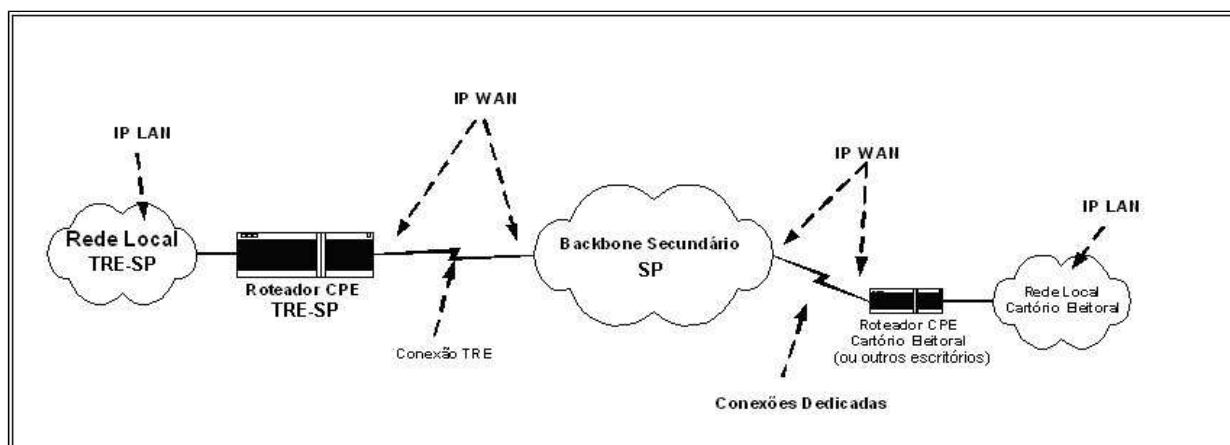 IP LAN
Rede Local
TRE-SP
Roteador CPE
TRE-SP
IP WAN
Conexão TRE
Backbone Secundário
SP
IP WAN
Conexões Dedicadas
Roteador CPE
Cartório Eleitoral
(ou outros escritórios)
IP LAN
Rede Local
Cartório Eleitoral